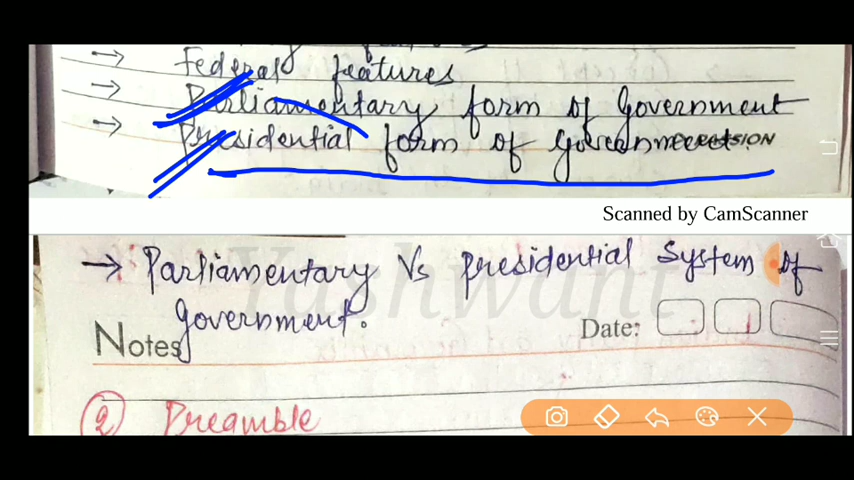 → Federal features
→ Parliamentary form of Government
→ Presidential form of Government.
Scanned by CamScanner
→ Parliamentary Vs presidential System of
government.
Yashwant
Notes
Date:
② Preamble